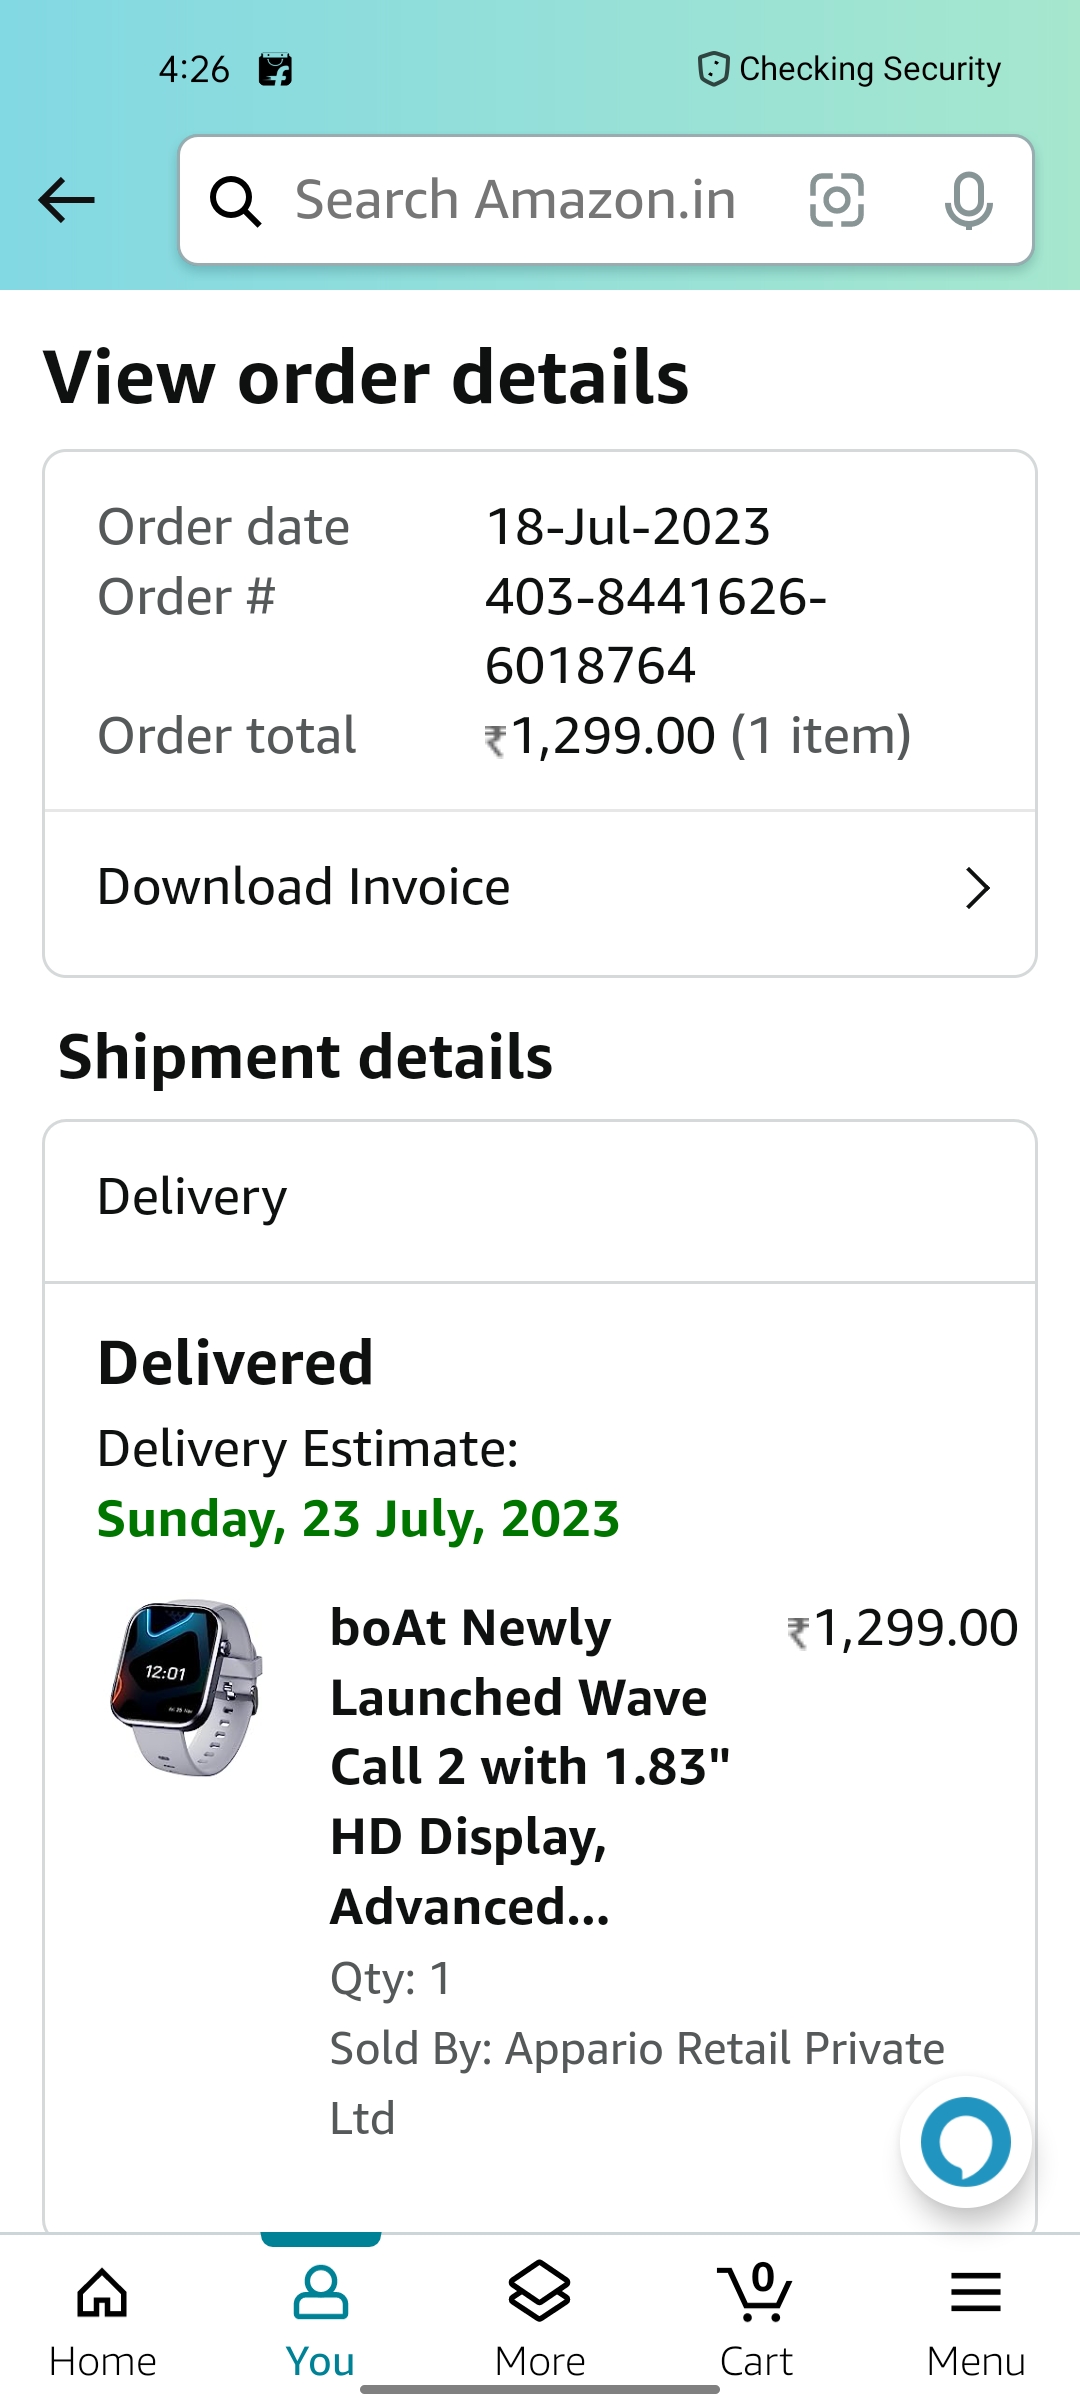 4:26
Checking Security
Search Amazon.in
View order details
Order date 18-Jul-2023
Order # 403-8441626-
6018764
Order total ₹1,299.00 (1 item)
Download Invoice
Shipment details
Delivery
Delivered
Delivery Estimate:
Sunday, 23 July, 2023
12:01
boAt Newly ₹1,299.00
Launched Wave
Call 2 with 1.83"
HD Display,
Advanced...
Qty: 1
Sold By: Appario Retail Private
Ltd
0
Home You More Cart Menu